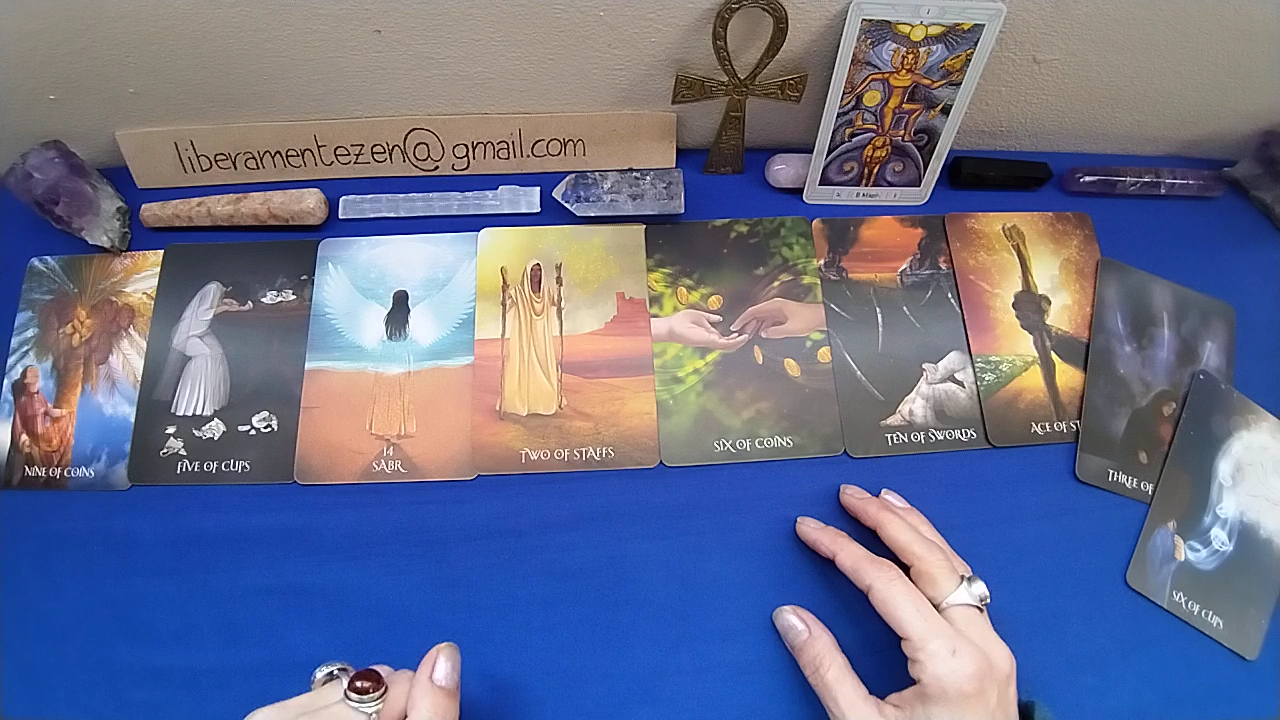 liberamentezen@gmail.com
I
NINE OF COINS
FIVE OF CUPS
14
SABR
TWO OF STAFFS
SIX OF COINS
TEN OF SWORDS
ACE OF ST
THREE OF
SIX OF CUPS